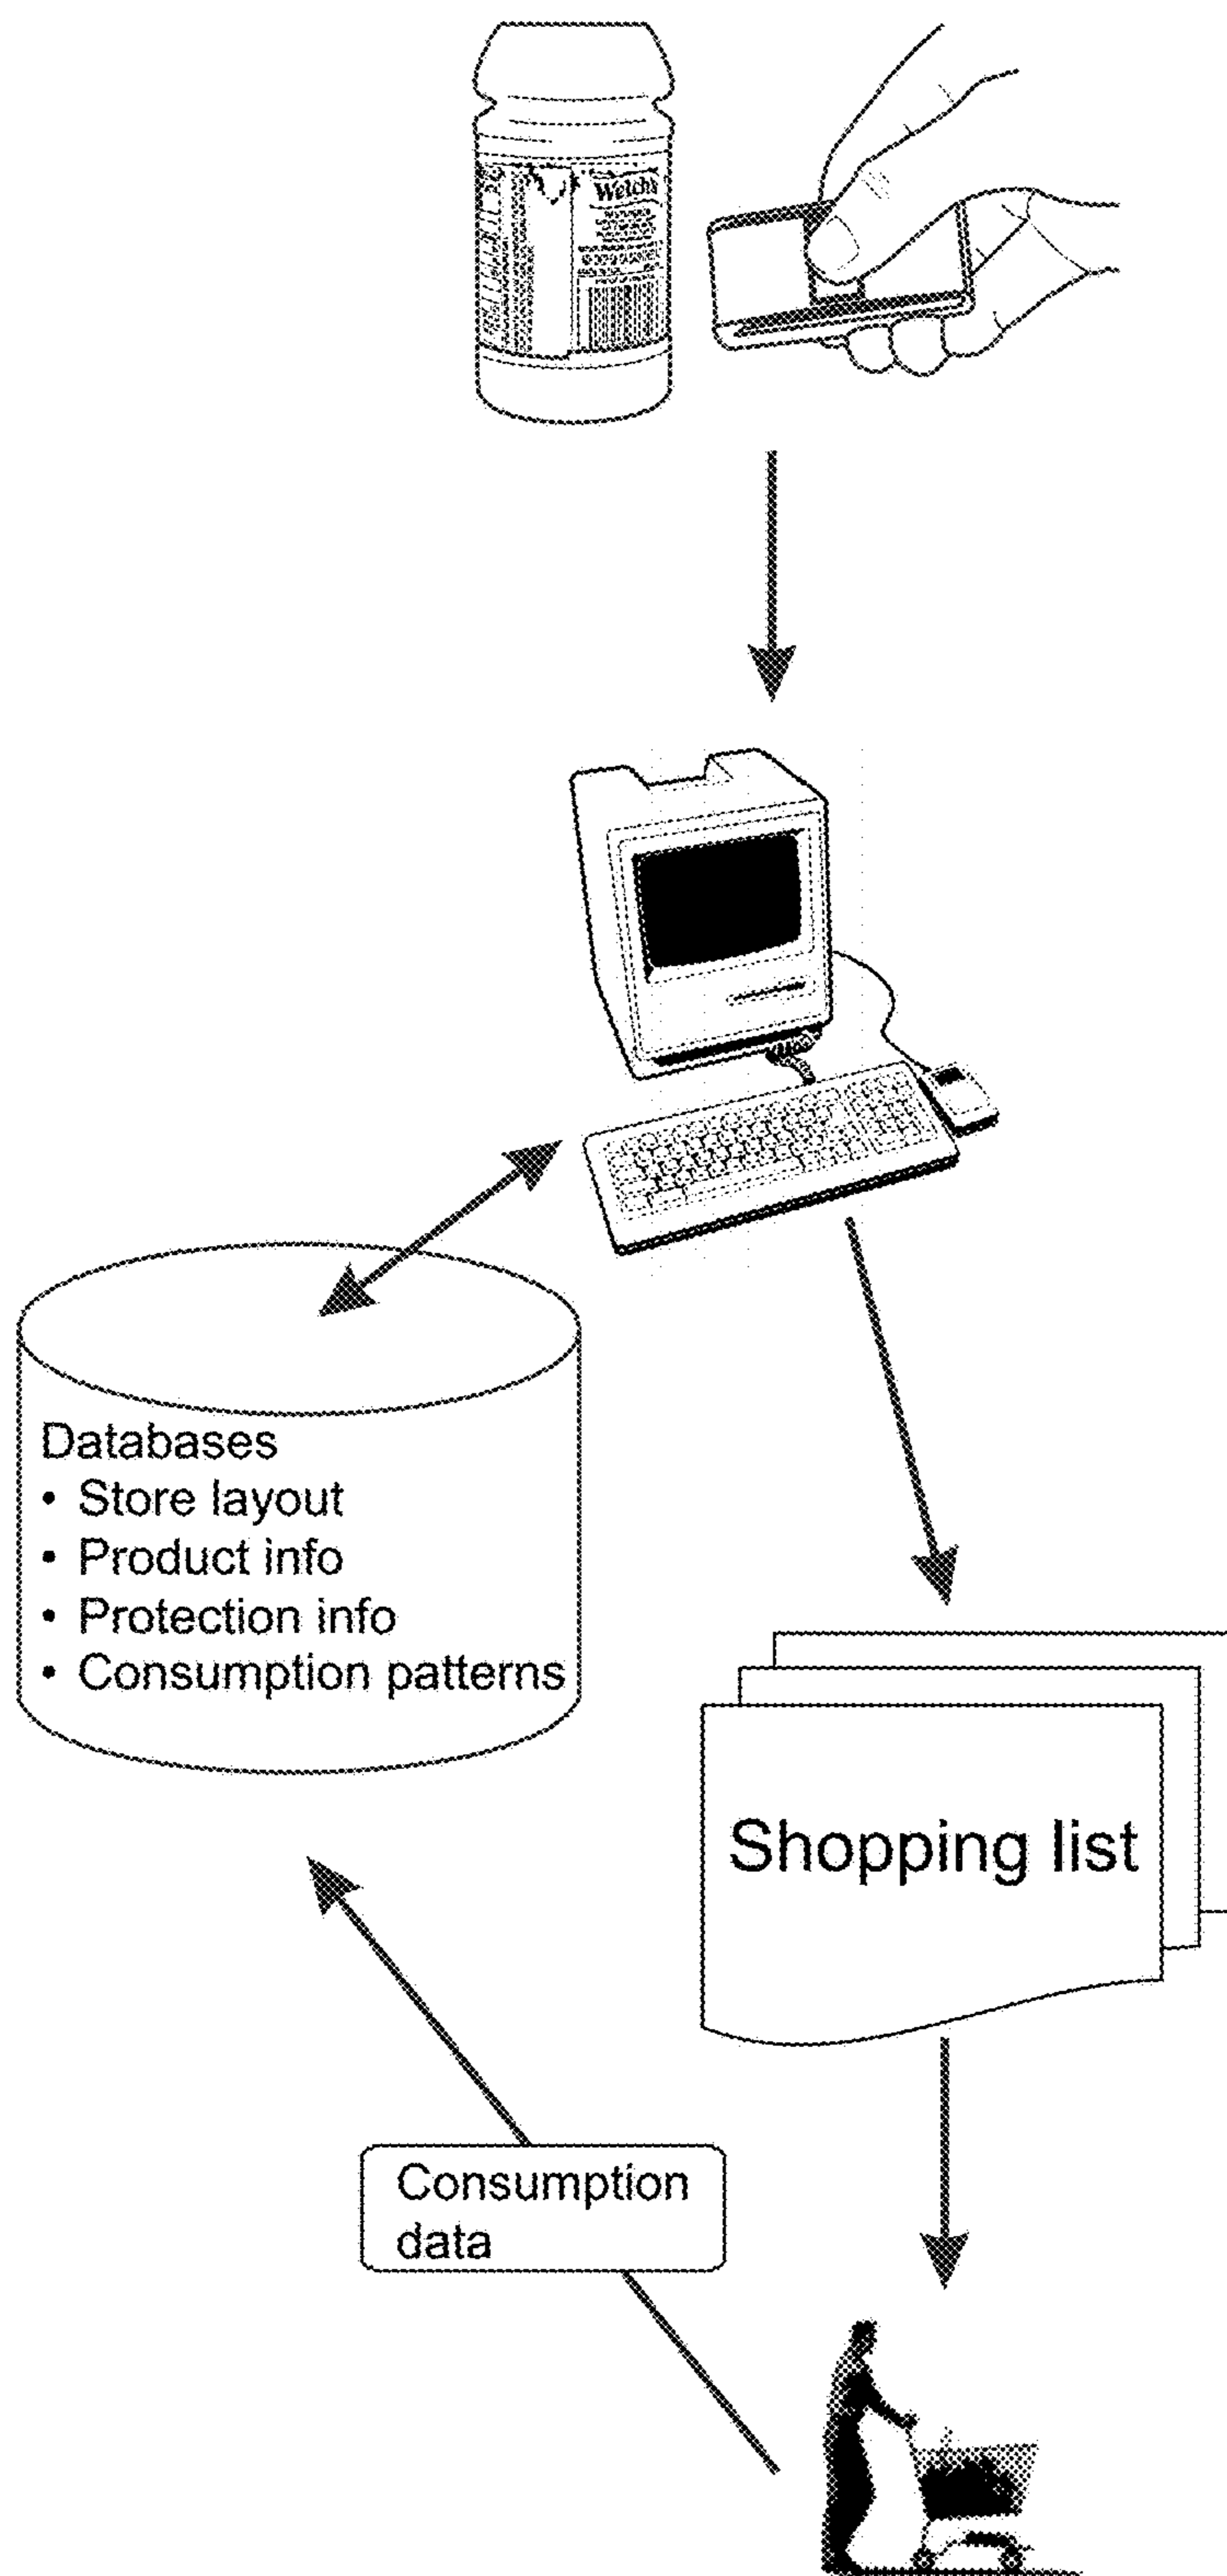 Welch's
Databases
• Store layout
• Product info
• Protection info
• Consumption patterns
Shopping list
Consumption
data